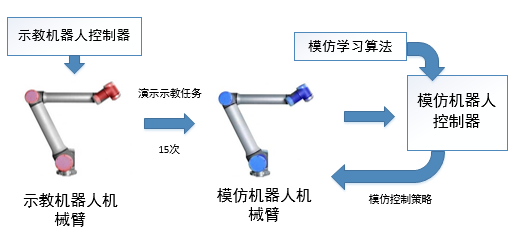 示教机器人控制器
模仿学习算法
演示示教任务
15次
模仿机器人
控制器
示教机器人机
械臂
模仿机器人机
械臂
模仿控制策略